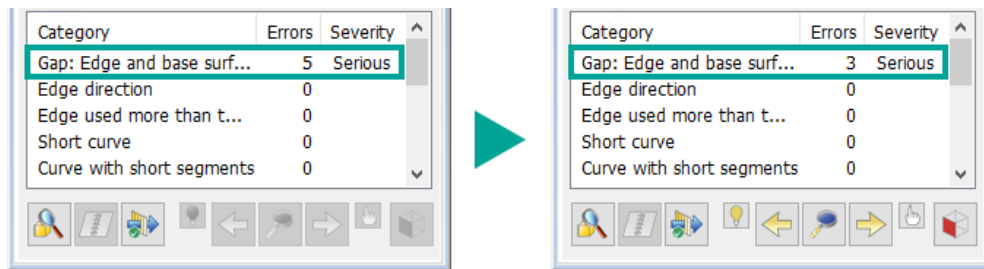 Category Errors Severity
Gap: Edge and base surf... 5 Serious
Edge direction 0
Edge used more than t... 0
Short curve 0
Curve with short segments 0
Category Errors Severity
Gap: Edge and base surf... 3 Serious
Edge direction 0
Edge used more than t... 0
Short curve 0
Curve with short segments 0